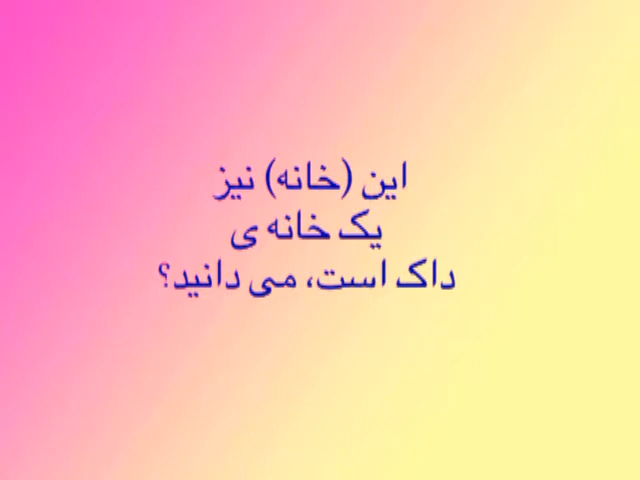 این (خانه) نیز
یک خانه ی
داک است، می دانید؟